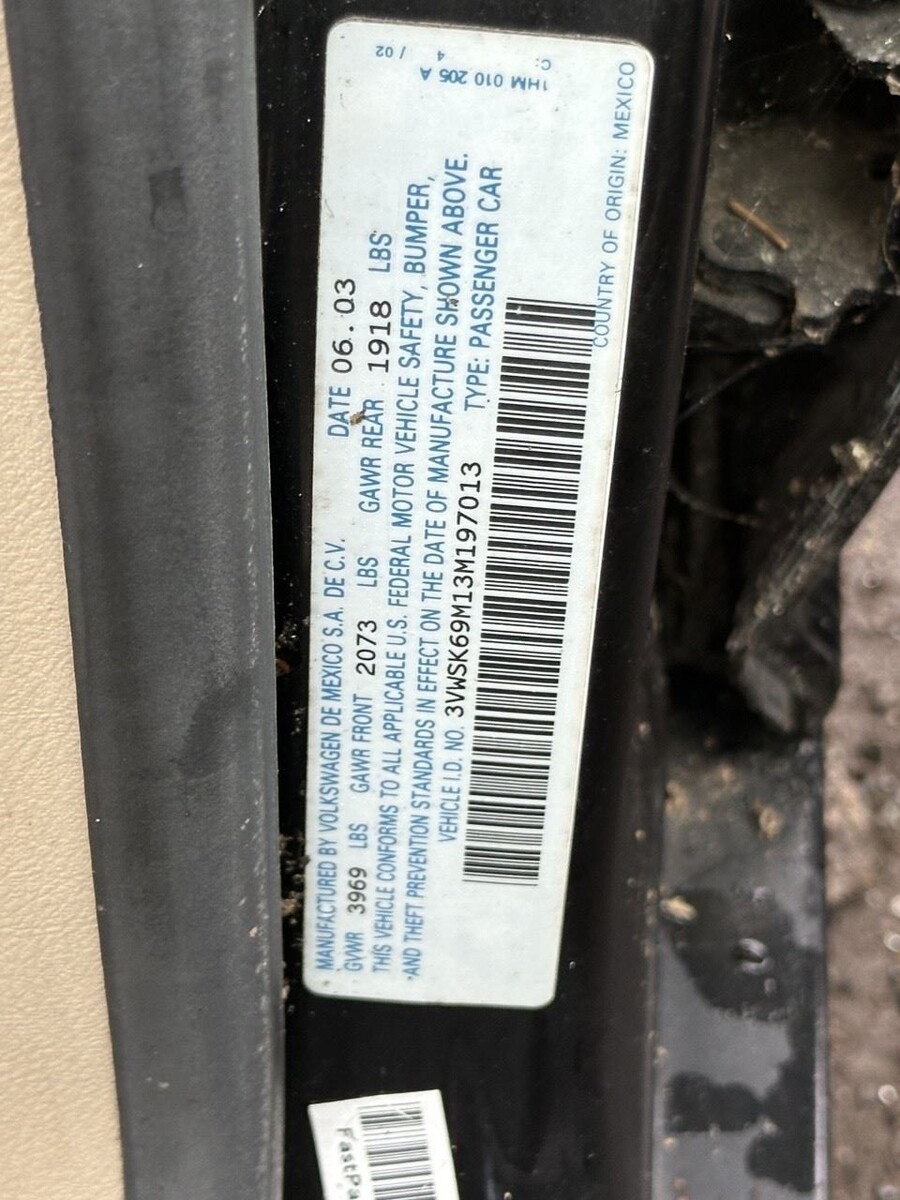 MANUFACTURED BY VOLKSWAGEN DE MEXICO S.A. DE C.V. DATE 06.03
GVWR 3969 LBS GAWR FRONT 2073 LBS GAWR REAR 1918 LBS
THIS VEHICLE CONFORMS TO ALL APPLICABLE U.S. FEDERAL MOTOR VEHICLE SAFETY, BUMPER,
AND THEFT PREVENTION STANDARDS IN EFFECT ON THE DATE OF MANUFACTURE SHOWN ABOVE.
VEHICLE I.D. NO. 3VWSK69M13M197013 TYPE: PASSENGER CAR
COUNTRY OF ORIGIN: MEXICO
1HM 010 205 A
C: 4 / 02